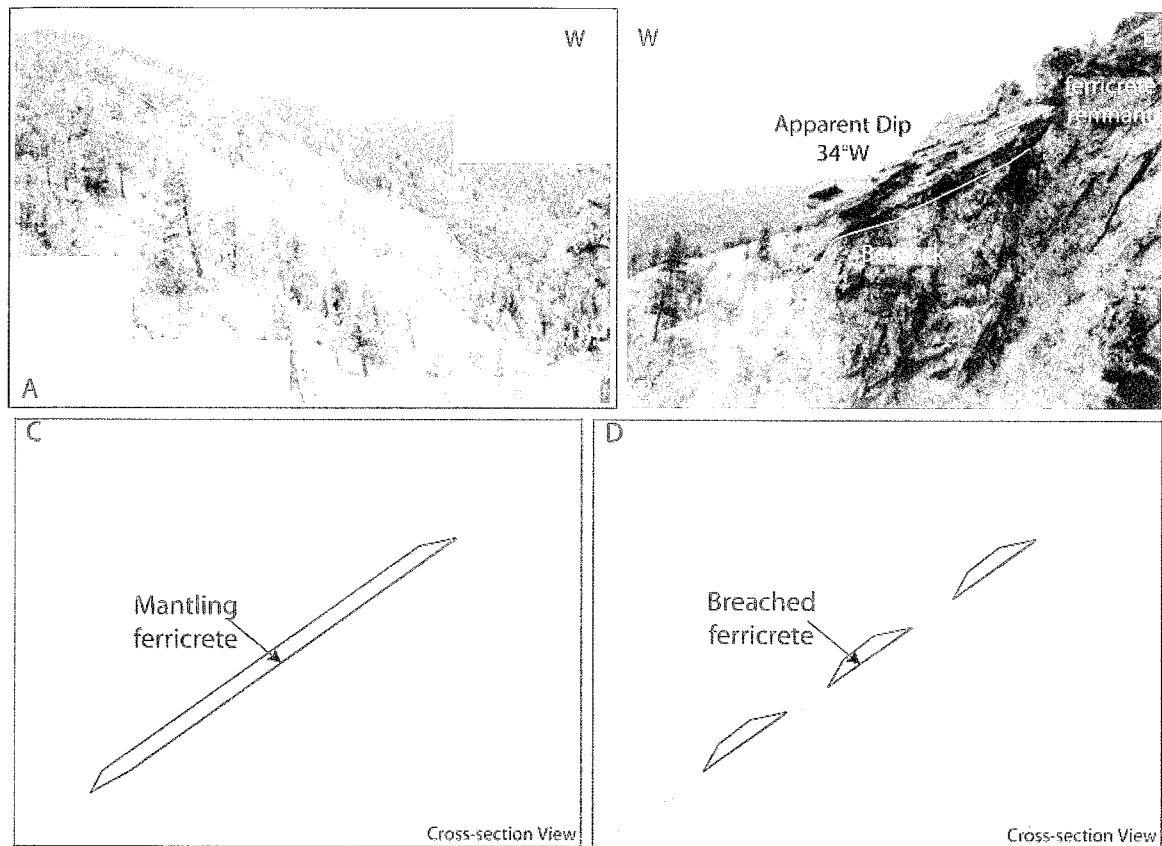 W
A
W
ferricrete
remnant
Apparent Dip
34°W
Bedrock
C
Mantling
ferricrete
Cross-section View
D
Breached
ferricrete
Cross-section View